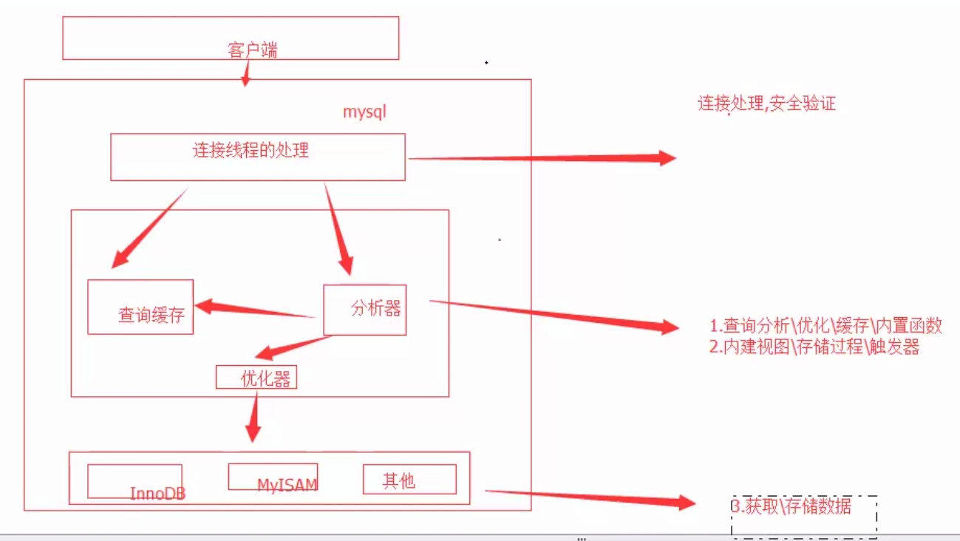 客户端
mysql
连接处理,安全验证
连接线程的处理
查询缓存
分析器
1.查询分析\优化\缓存\内置函数
2.内建视图\存储过程\触发器
优化器
InnoDB
MyISAM
其他
3.获取\存储数据